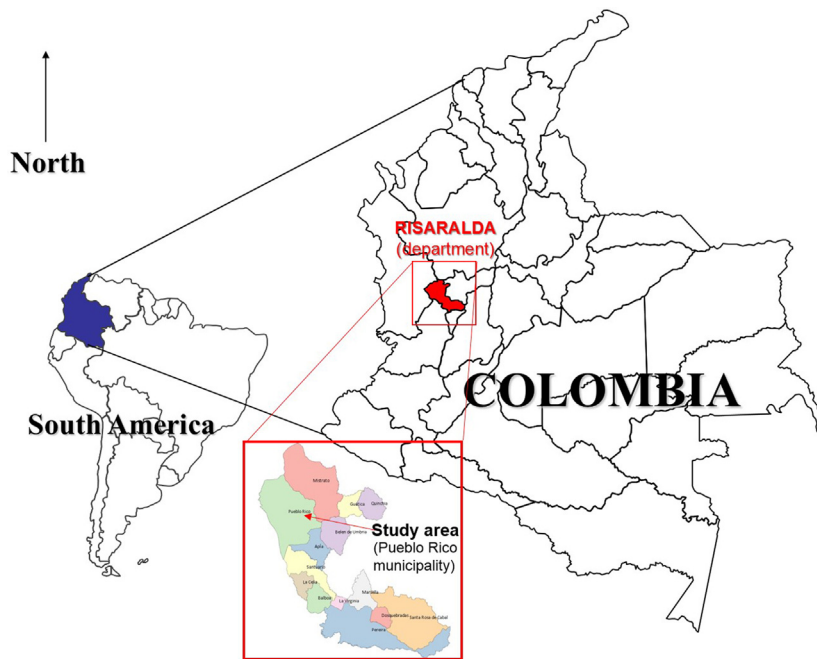 North
RISARALDA
(department)
COLOMBIA
South America
Mistrato
Guatica
Quinchia
Pueblo Rico
Belen de Umbria
Study area
(Pueblo Rico
municipality)
Apia
Santuario
La Celia
Balboa
La Virginia
Marsella
Dosquebradas
Santa Rosa de Cabal
Pereira